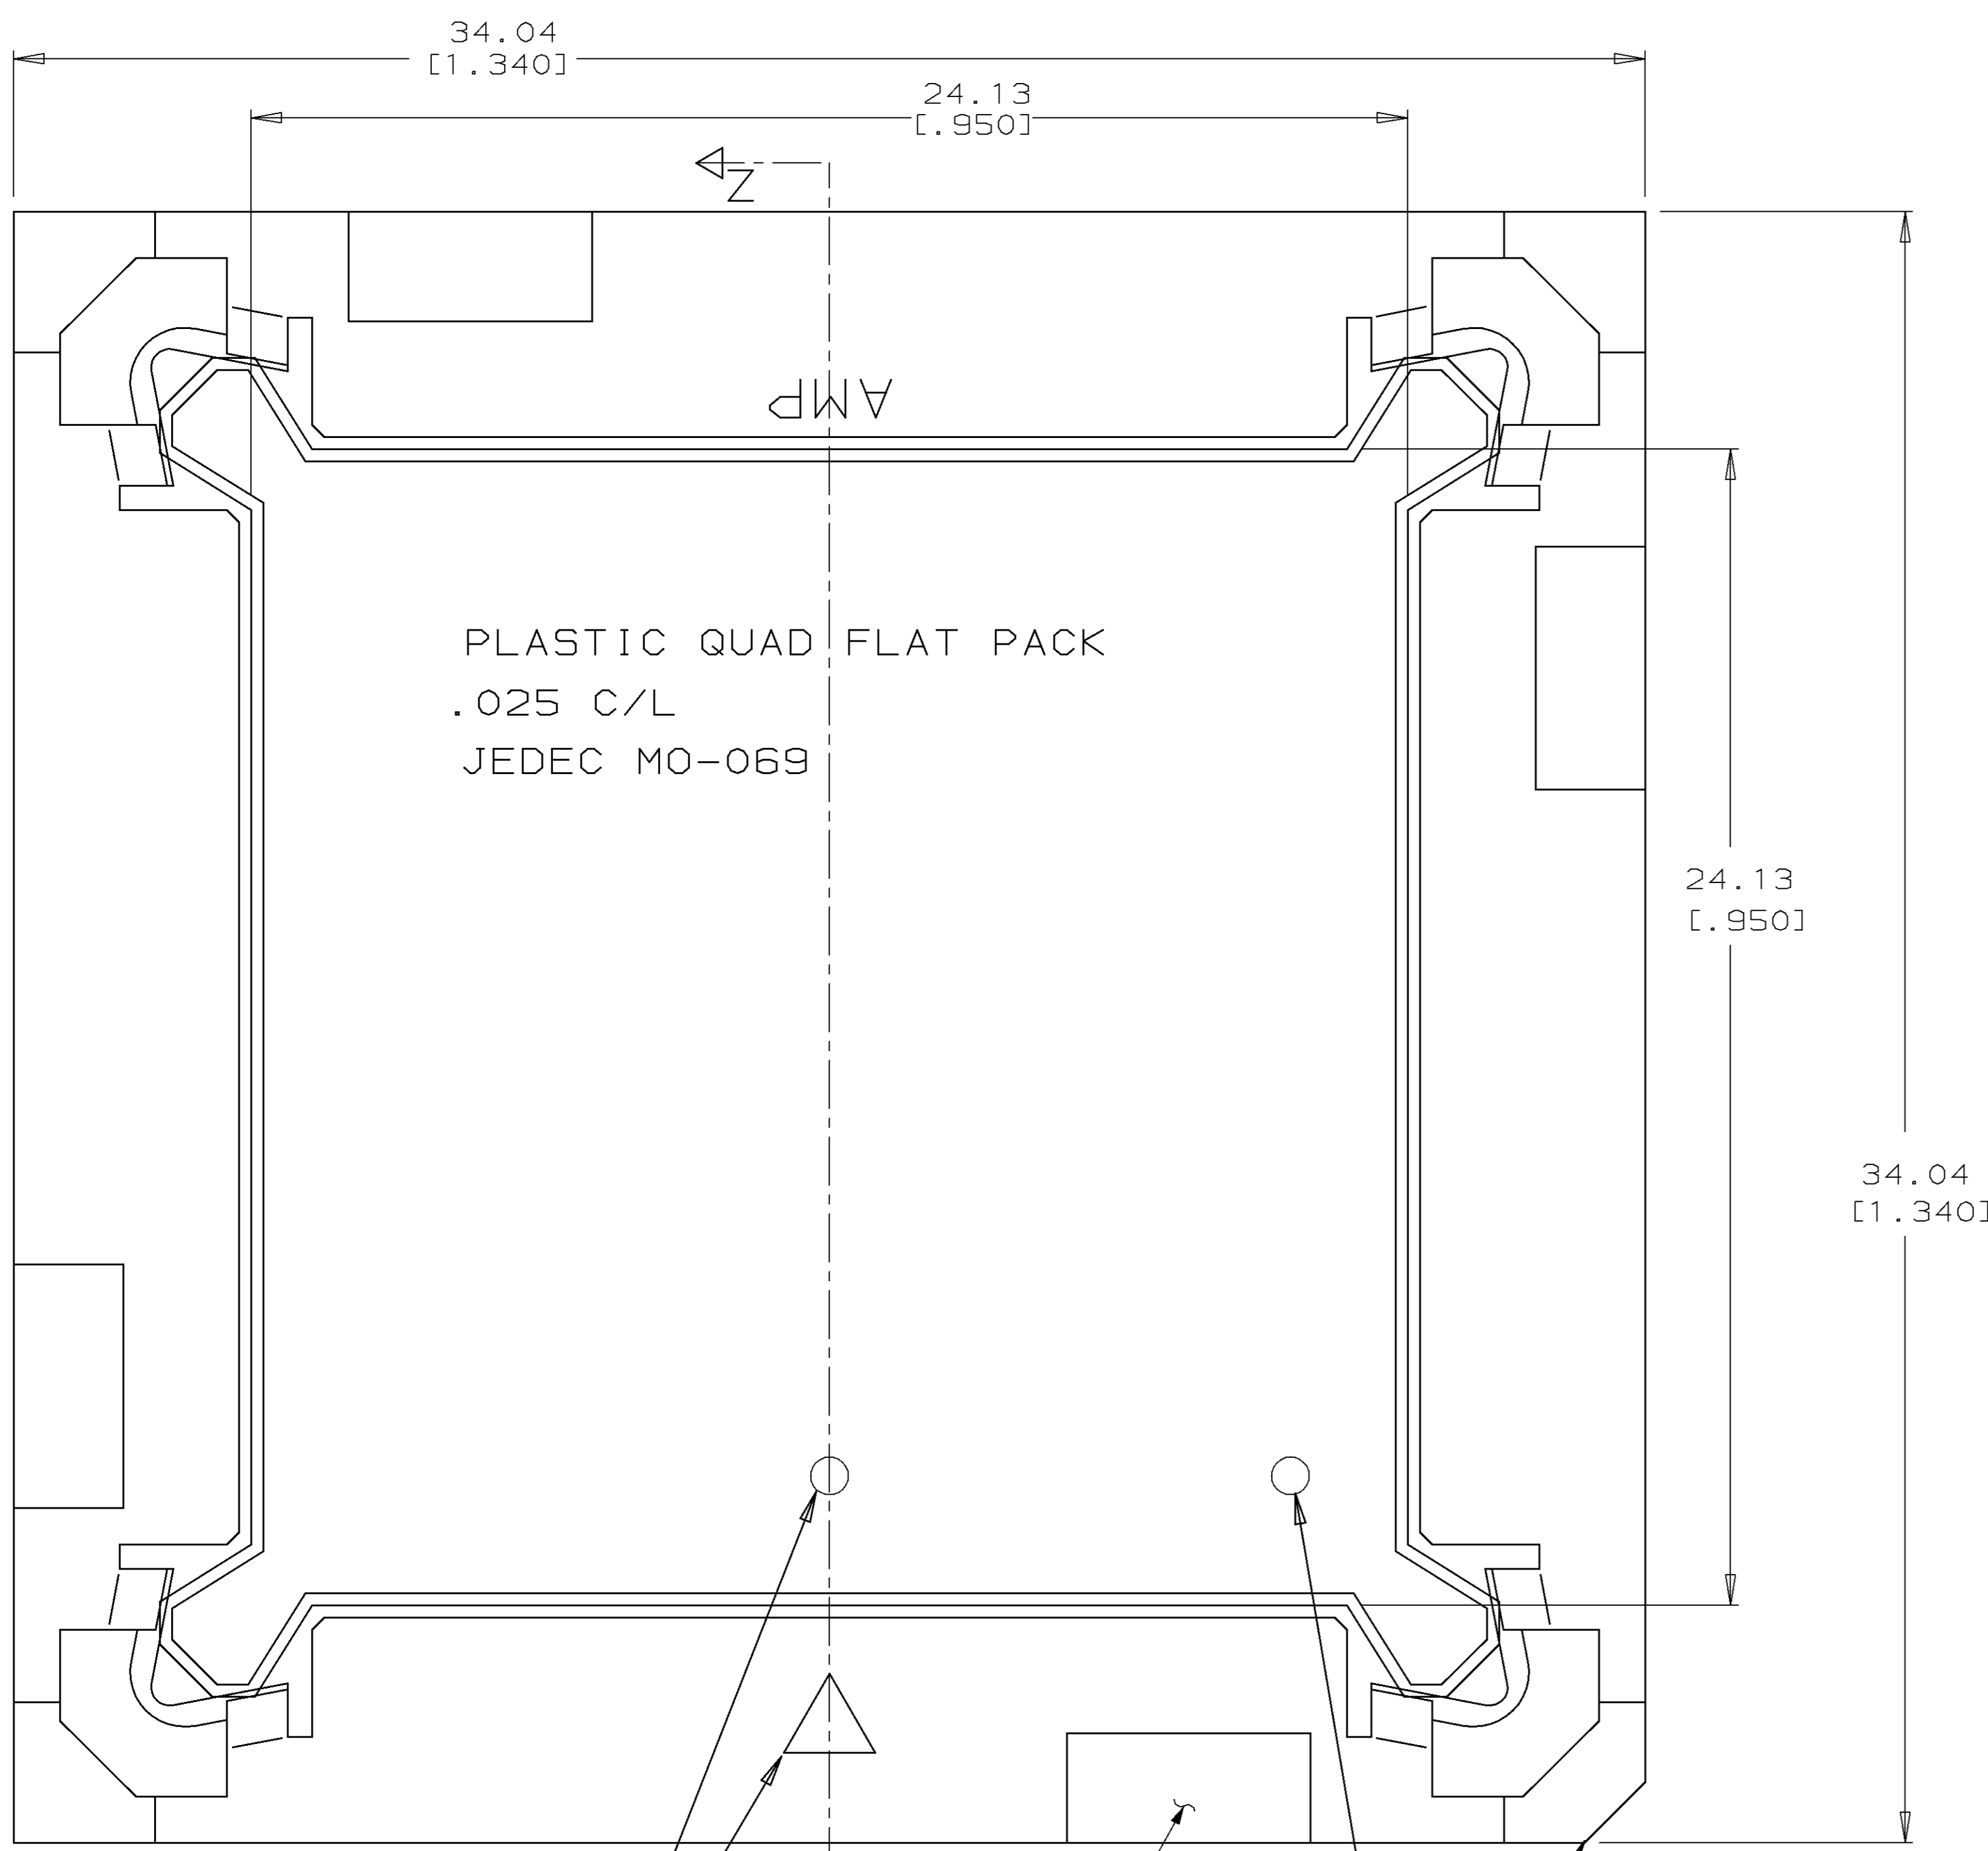 34.04
[1.340]
24.13
[.950]
Z
AMP
PLASTIC QUAD FLAT PACK
.025 C/L
JEDEC MO-069
24.13
[.950]
34.04
[1.340]